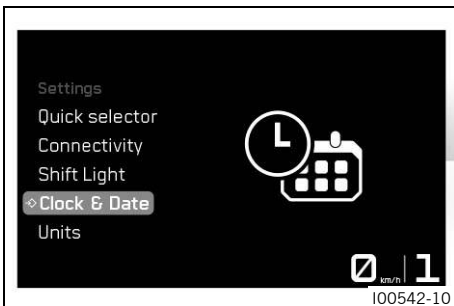 Settings
Quick selector
Connectivity
Shift Light
Clock & Date
Units
0 km/h 1
I00542-10